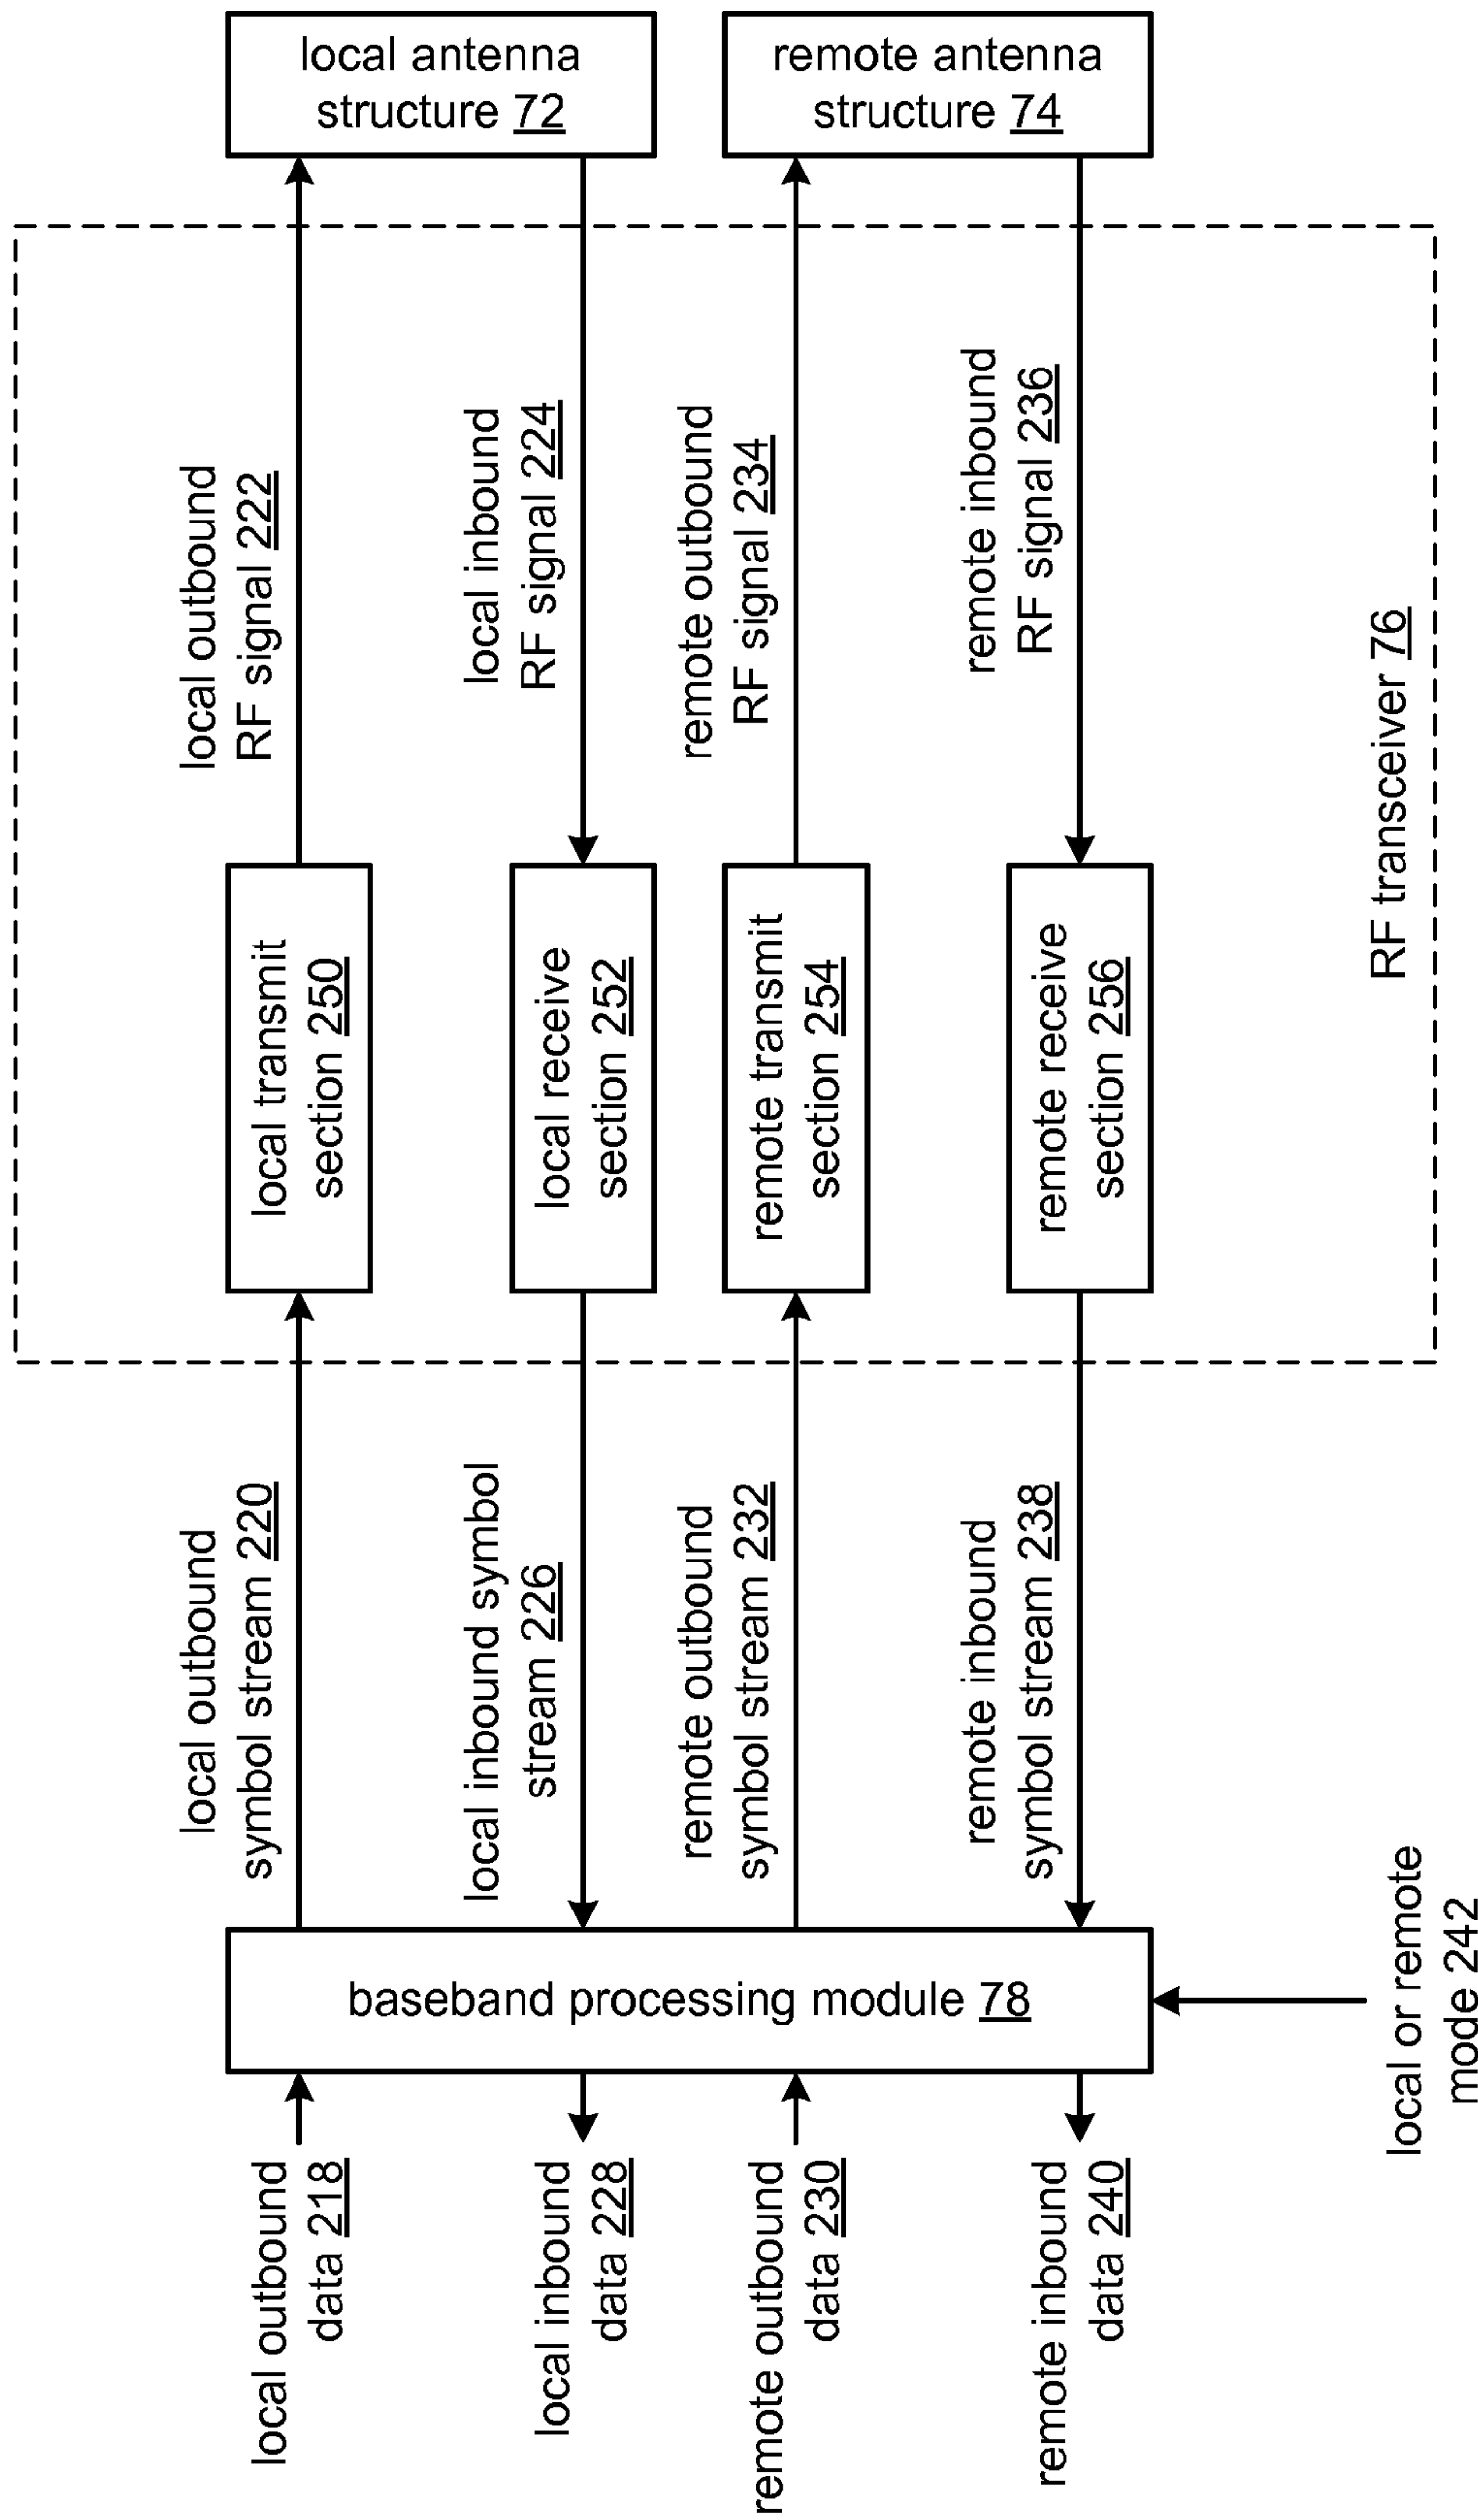 local antenna
structure 72
remote antenna
structure 74
local outbound
RF signal 222
local inbound
RF signal 224
remote outbound
RF signal 234
remote inbound
RF signal 236
RF transceiver 76
local transmit
section 250
local receive
section 252
remote transmit
section 254
remote receive
section 256
local outbound
symbol stream 220
local inbound symbol
stream 226
remote outbound
symbol stream 232
remote inbound
symbol stream 238
baseband processing module 78
local or remote
mode 242
local outbound
data 218
local inbound
data 228
remote outbound
data 230
remote inbound
data 240